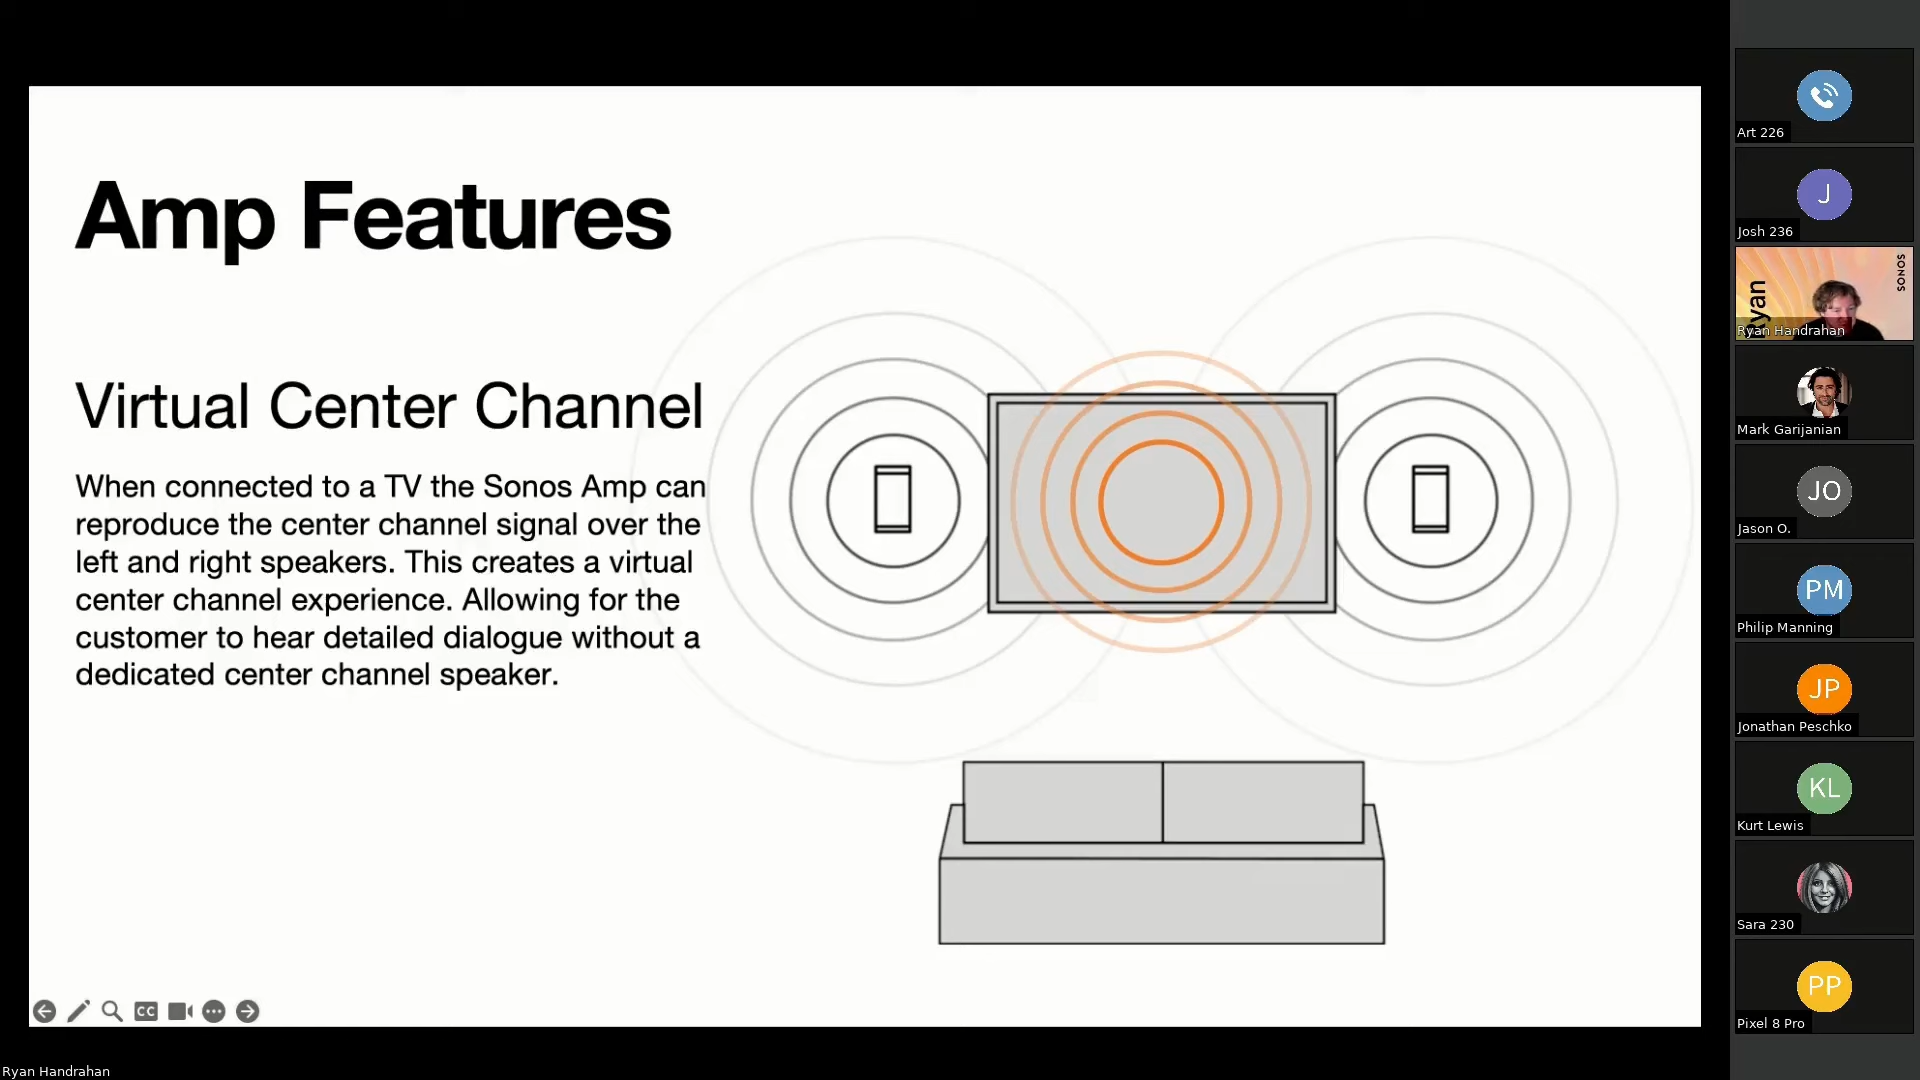 Amp Features
Virtual Center Channel
When connected to a TV the Sonos Amp can
reproduce the center channel signal over the
left and right speakers. This creates a virtual
center channel experience. Allowing for the
customer to hear detailed dialogue without a
dedicated center channel speaker.
CC
Art 226
J
Josh 236
Ryan
SONOS
Ryan Handrahan
Mark Garijanian
JO
Jason O.
PM
Philip Manning
JP
Jonathan Peschko
KL
Kurt Lewis
Sara 230
PP
Pixel 8 Pro
Ryan Handrahan